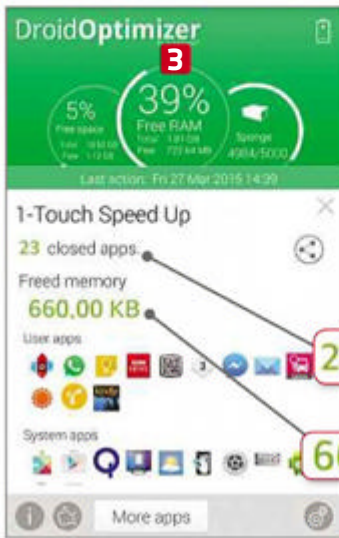 DroidOptimizer
3
5%
Free space
39%
Free RAM
Sponge
4984/5000
Last action: Fri 27 Mar 2015 14:39
1-Touch Speed Up
23 closed apps.
Freed memory
660,00 KB
2
User apps
3
System apps
66
More apps